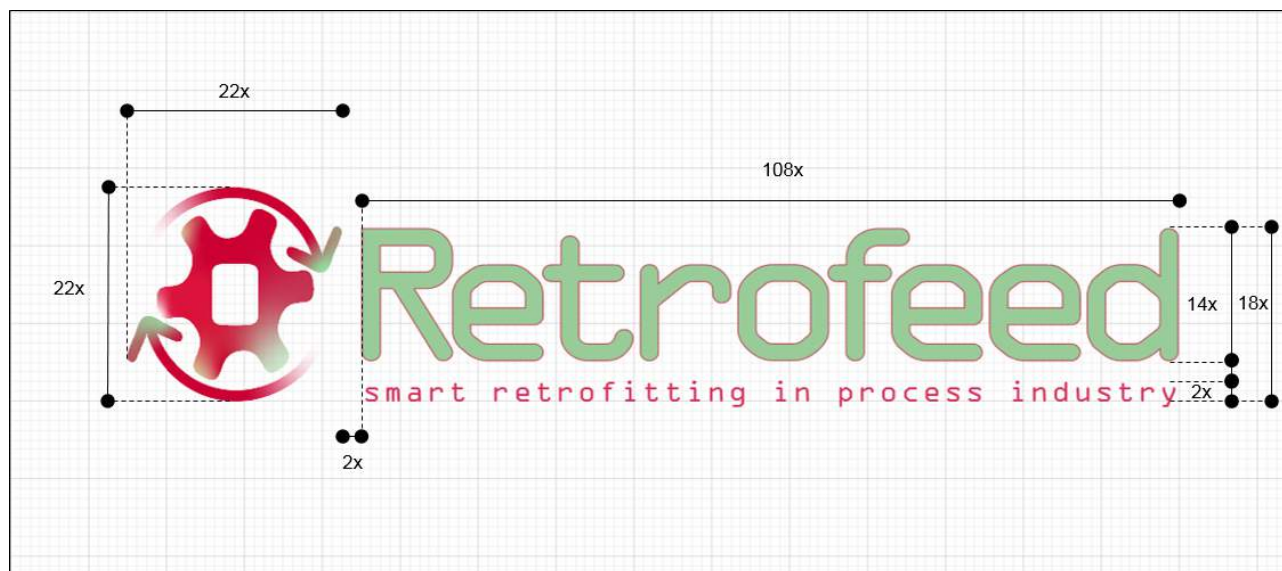 22x
108x
22x
Retrofeed
14x
18x
smart retrofitting in process industry
2x
2x